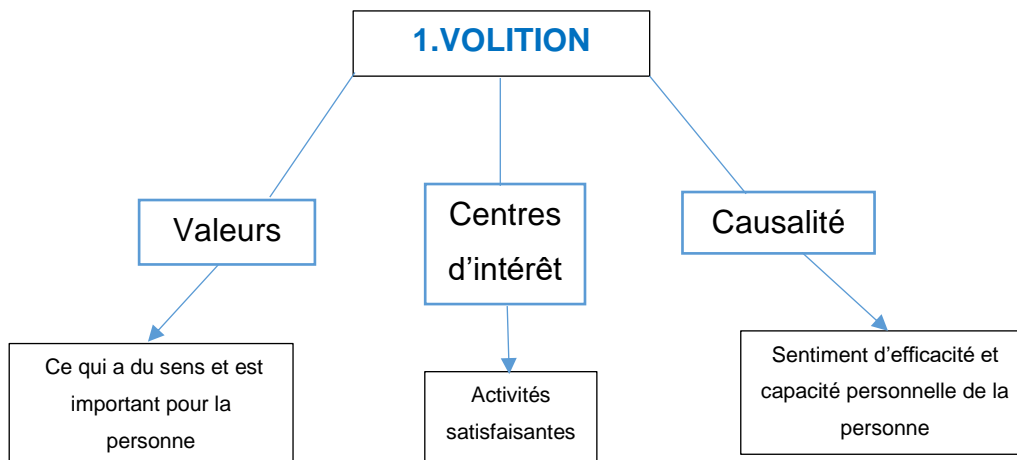 1.VOLITION
Valeurs
Centres
d’intérêt
Causalité
Ce qui a du sens et est
important pour la
personne
Activités
satisfaisantes
Sentiment d’efficacité et
capacité personnelle de la
personne